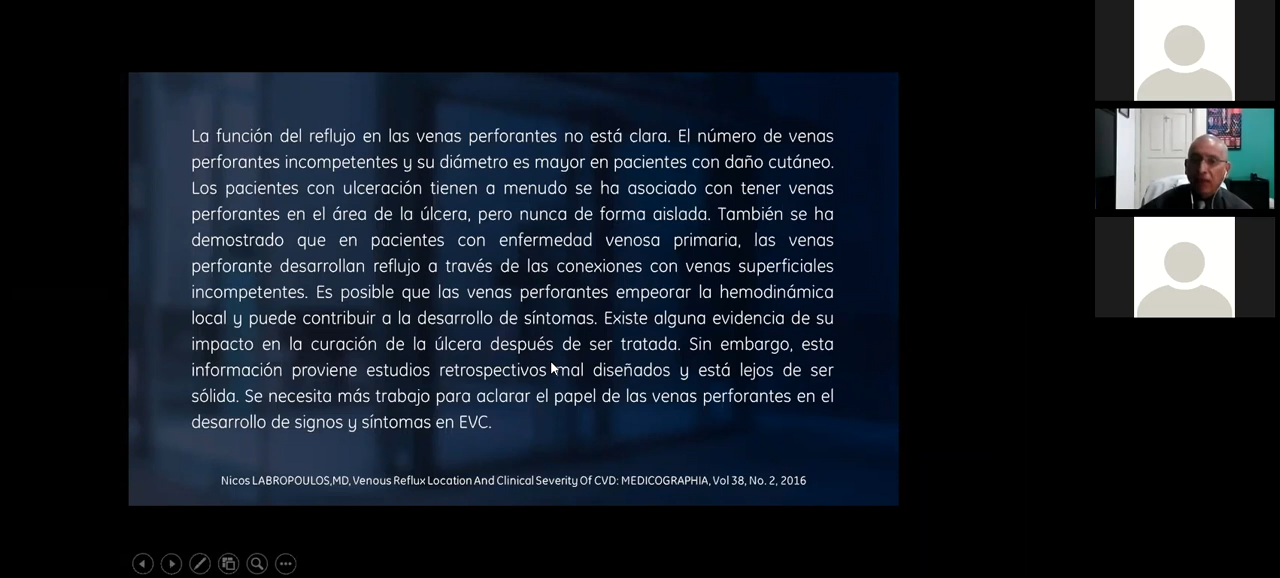 La función del reflujo en las venas perforantes no está clara. El número de venas
perforantes incompetentes y su diámetro es mayor en pacientes con daño cutáneo.
Los pacientes con ulceración tienen a menudo se ha asociado con tener venas
perforantes en el área de la úlcera, pero nunca de forma aislada. También se ha
demostrado que en pacientes con enfermedad venosa primaria, las venas
perforante desarrollan reflujo a través de las conexiones con venas superficiales
incompetentes. Es posible que las venas perforantes empeorar la hemodinámica
local y puede contribuir a la desarrollo de síntomas. Existe alguna evidencia de su
impacto en la curación de la úlcera después de ser tratada. Sin embargo, esta
información proviene estudios retrospectivos mal diseñados y está lejos de ser
sólida. Se necesita más trabajo para aclarar el papel de las venas perforantes en el
desarrollo de signos y síntomas en EVC.
Nicos LABROPOULOS,MD, Venous Reflux Location And Clinical Severity Of CVD: MEDICOGRAPHIA, Vol 38, No. 2, 2016